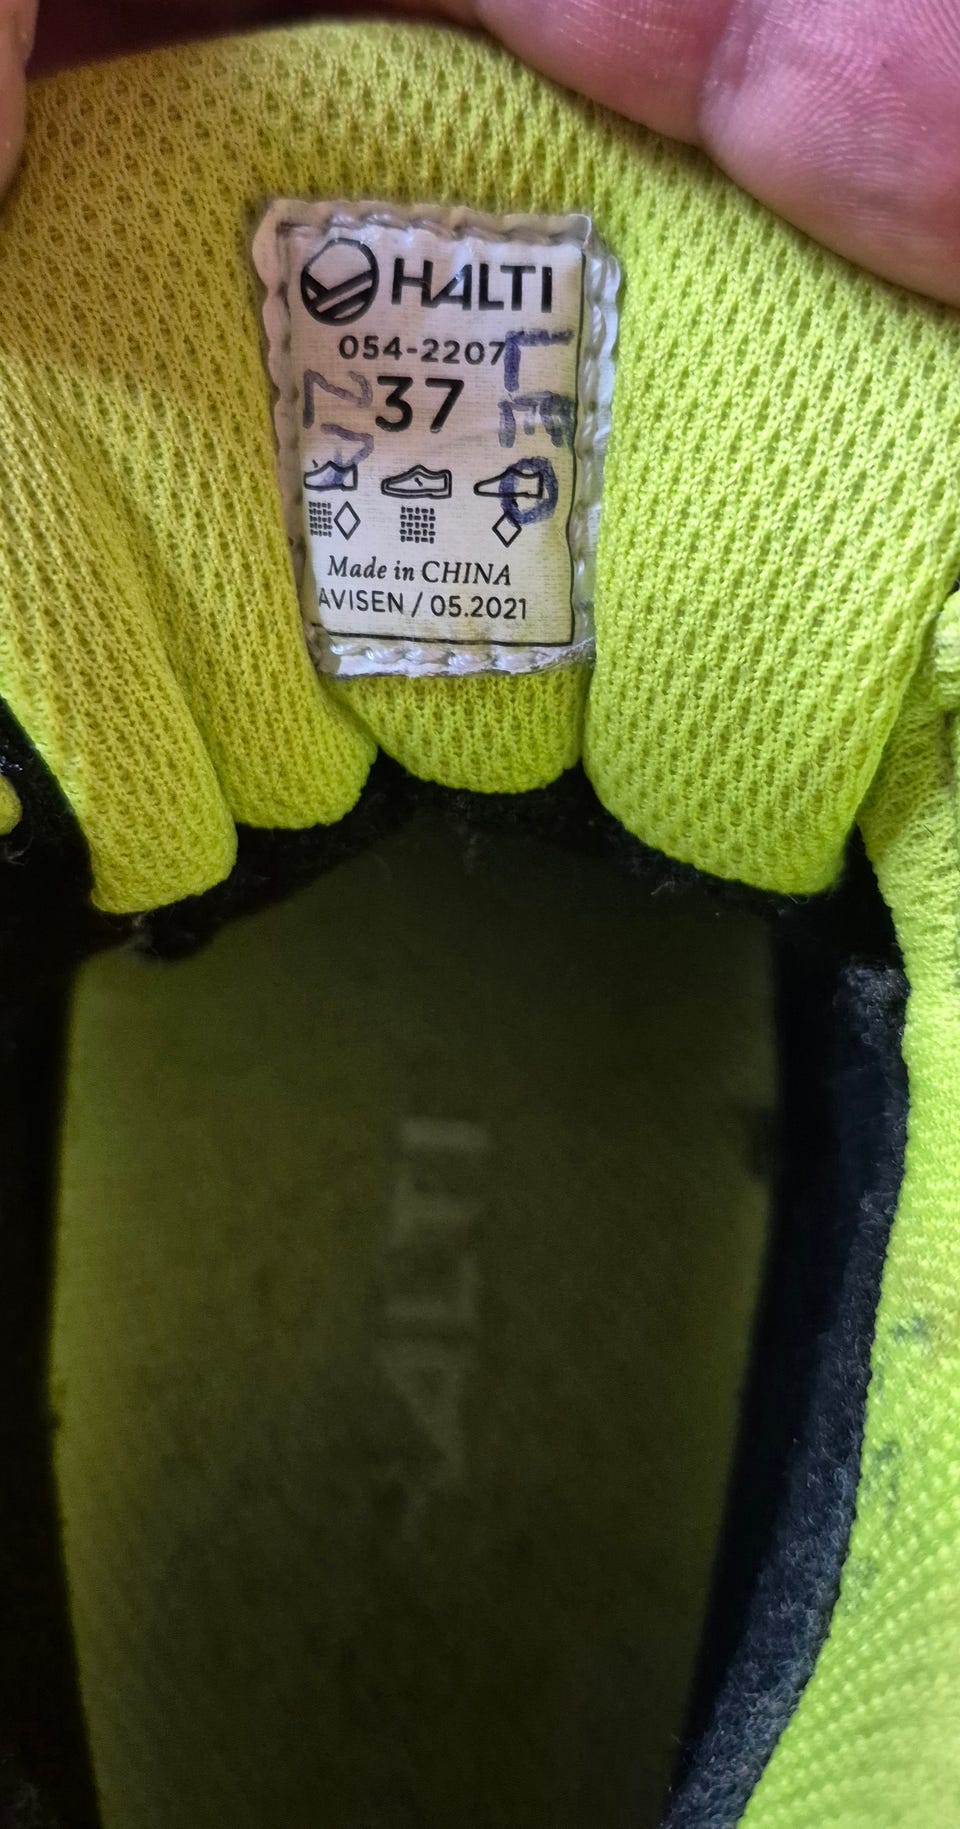 HALTI
054-2207
37
Made in CHINA
AVISEN / 05.2021
LEO
HALTI